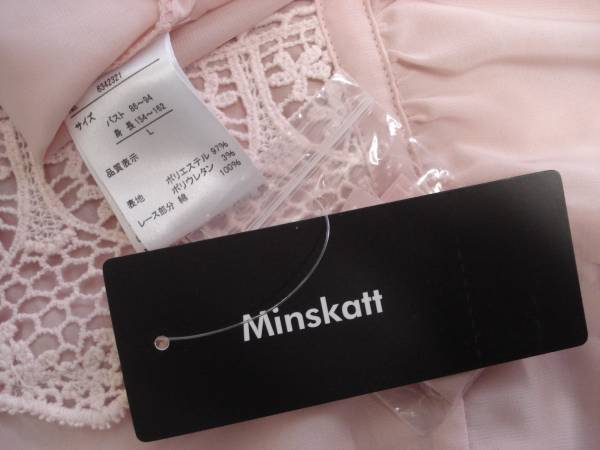 6342321
サイズ バスト 86〜94
身 長 154〜162
L
品質表示
表地 ポリエステル 97%
ポリウレタン 3%
レース部分 綿 100%
Minskatt